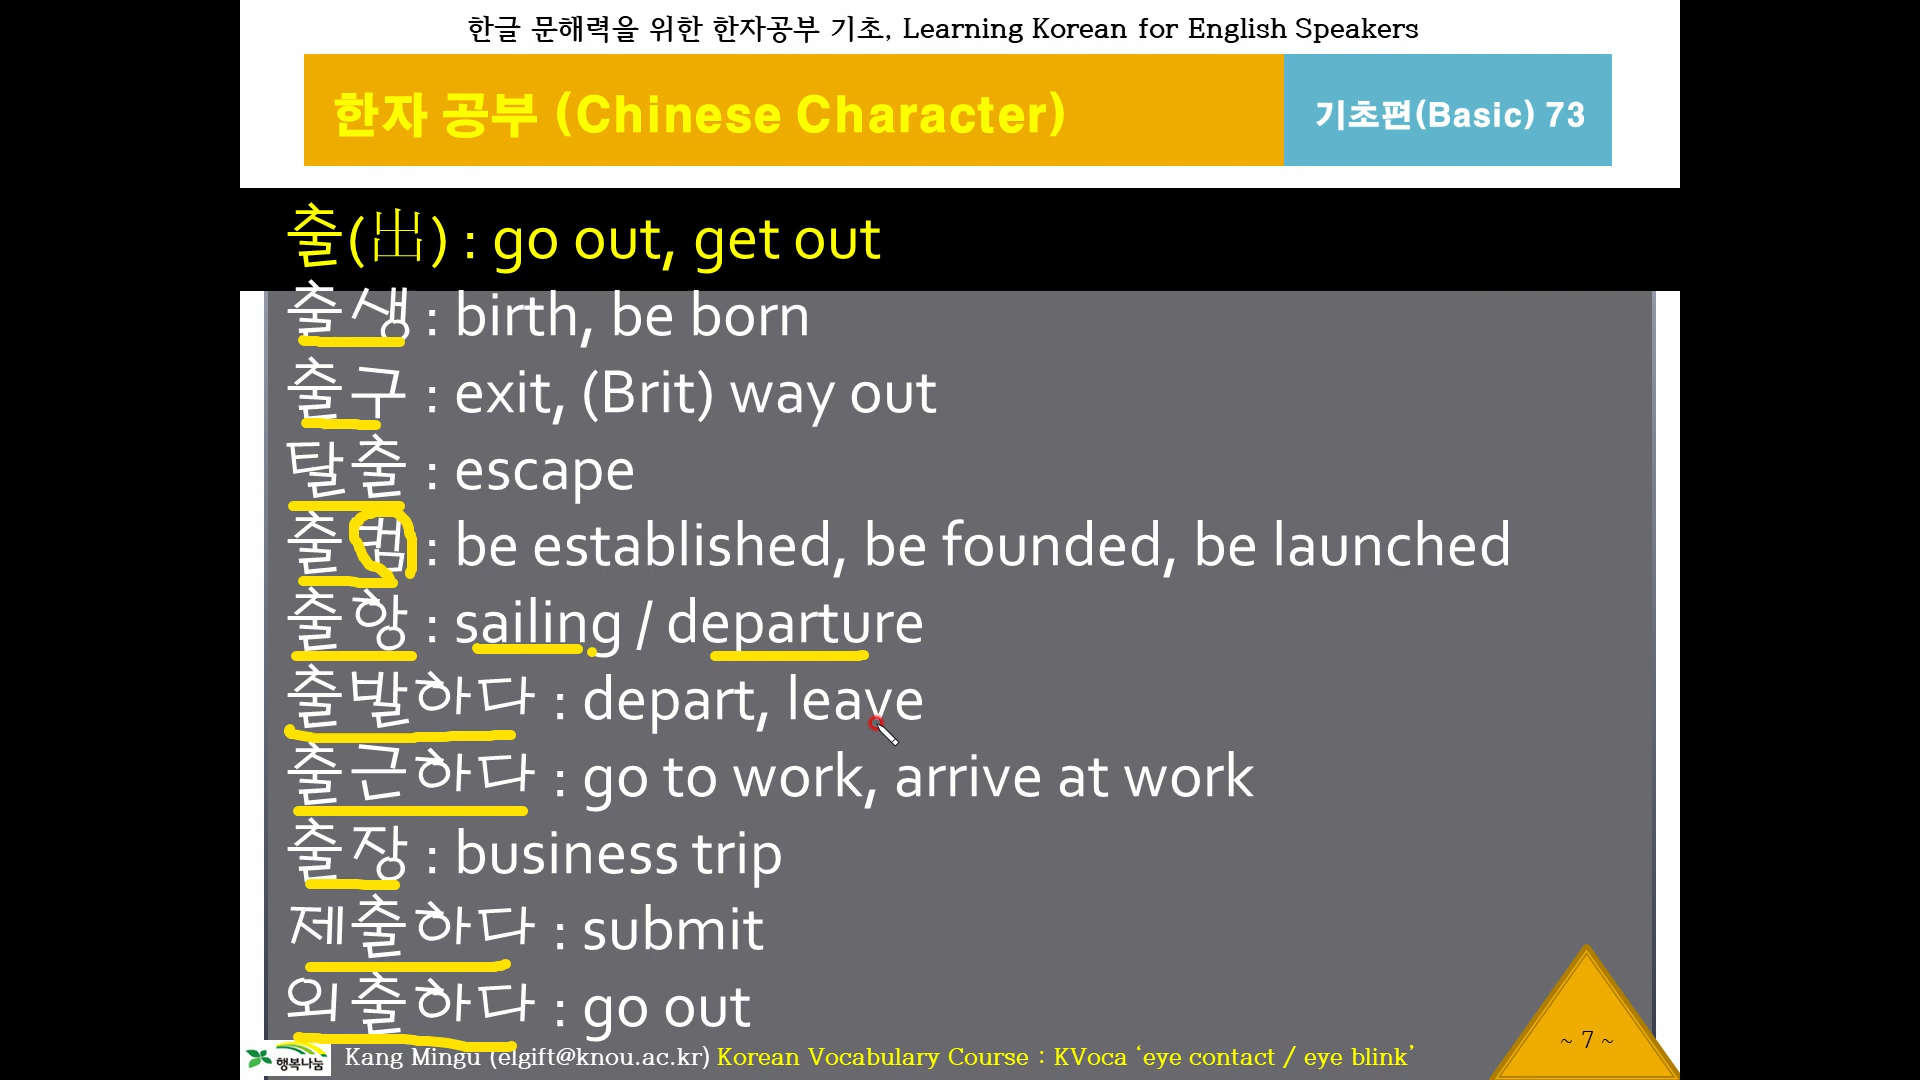 한글 문해력을 위한 한자공부 기초, Learning Korean for English Speakers
한자 공부 (Chinese Character)
기초편(Basic) 73
출(出) : go out, get out
출생 : birth, be born
출구 : exit, (Brit) way out
탈출 : escape
출범 : be established, be founded, be launched
출항 : sailing / departure
출발하다 : depart, leave
출근하다 : go to work, arrive at work
출장 : business trip
제출하다 : submit
외출하다 : go out
~ 7 ~
행복나눔
Kang Mingu (elgift@knou.ac.kr) Korean Vocabulary Course : KVoca ‘eye contact / eye blink’